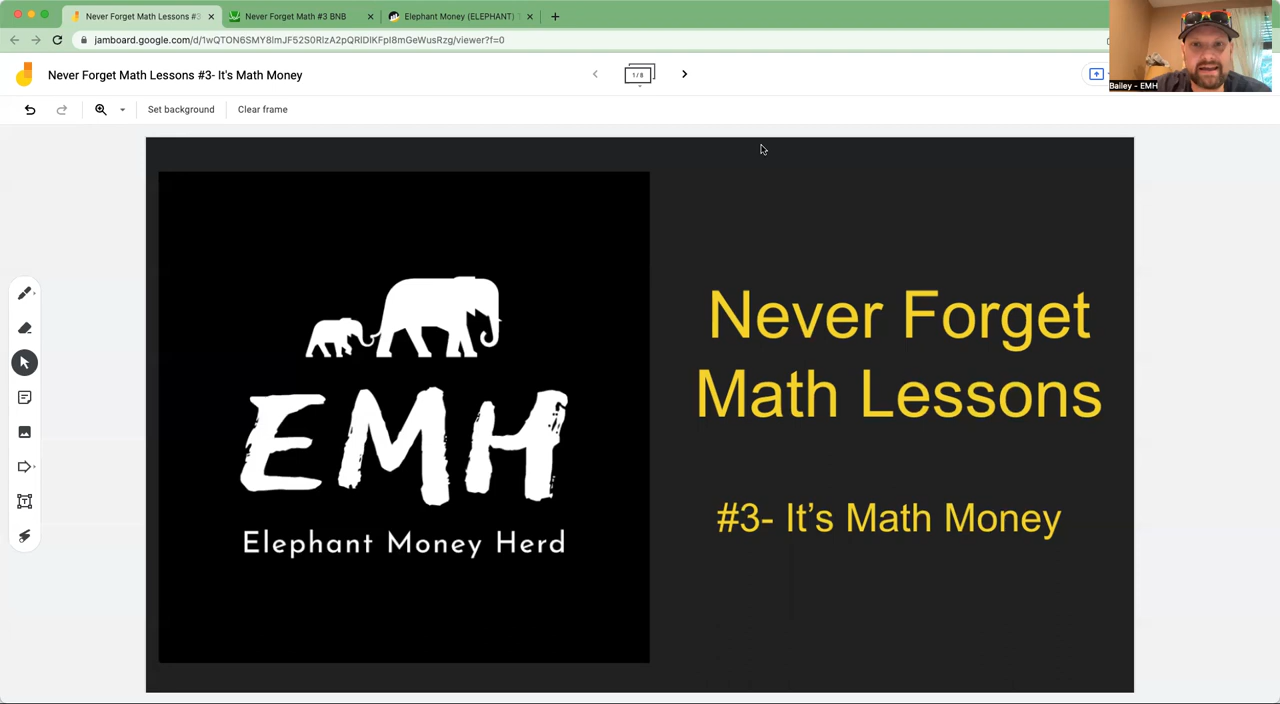 Never Forget Math Lessons #3
Never Forget Math #3 BNB
Elephant Money (ELEPHANT)
jamboard.google.com/d/1wQTON6SMY8lmJF52S0RIzA2pQRIDIKFpI8mGeWusRzg/viewer?f=0
Never Forget Math Lessons #3- It's Math Money
1/8
Set background
Clear frame
Bailey - EMH
EMH
Elephant Money Herd
Never Forget
Math Lessons
#3- It's Math Money